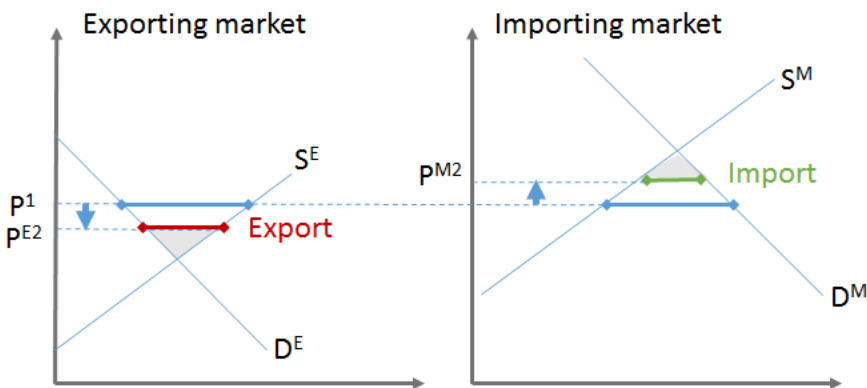 Exporting market
Importing market
S^M
S^E
P^M2
Import
P^1
P^E2
Export
D^M
D^E